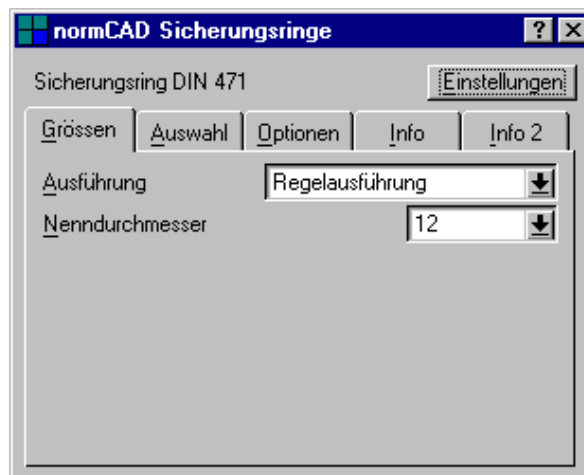 normCAD Sicherungsringe
Sicherungsring DIN 471
Einstellungen
Grössen Auswahl Optionen Info Info 2
Ausführung Regelausführung
Nenndurchmesser 12